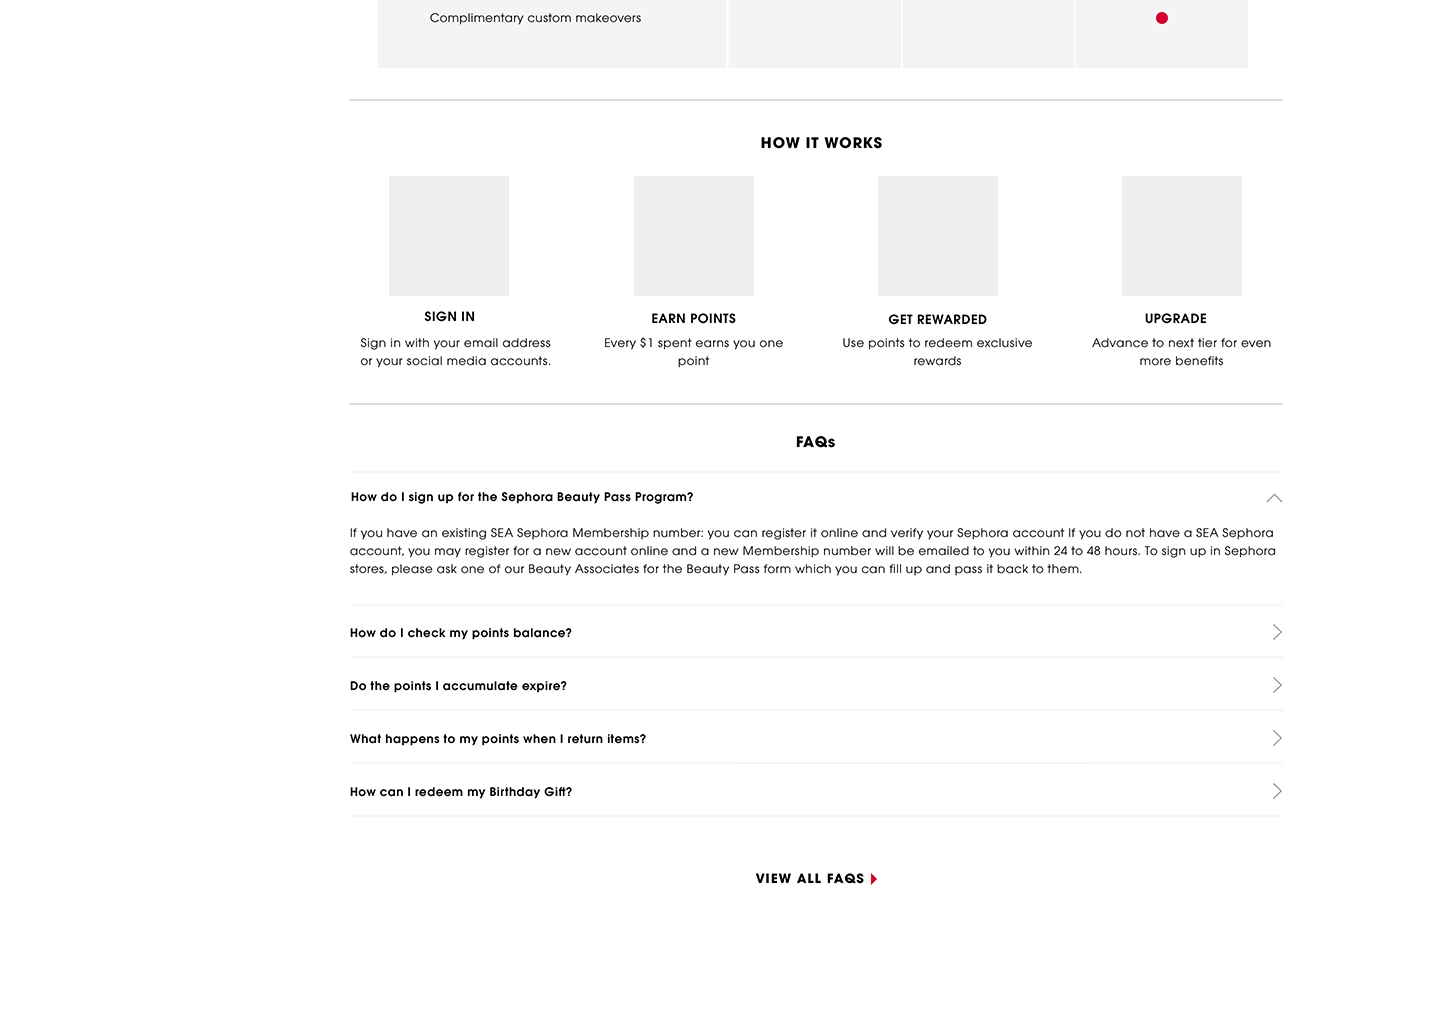 Complimentary custom makeovers
HOW IT WORKS
SIGN IN
Sign in with your email address
or your social media accounts.
EARN POINTS
Every $1 spent earns you one
point
GET REWARDED
Use points to redeem exclusive
rewards
UPGRADE
Advance to next tier for even
more benefits
FAQs
How do I sign up for the Sephora Beauty Pass Program?
If you have an existing SEA Sephora Membership number: you can register it online and verify your Sephora account If you do not have a SEA Sephora
account, you may register for a new account online and a new Membership number will be emailed to you within 24 to 48 hours. To sign up in Sephora
stores, please ask one of our Beauty Associates for the Beauty Pass form which you can fill up and pass it back to them.
How do I check my points balance?
Do the points I accumulate expire?
What happens to my points when I return items?
How can I redeem my Birthday Gift?
VIEW ALL FAQS